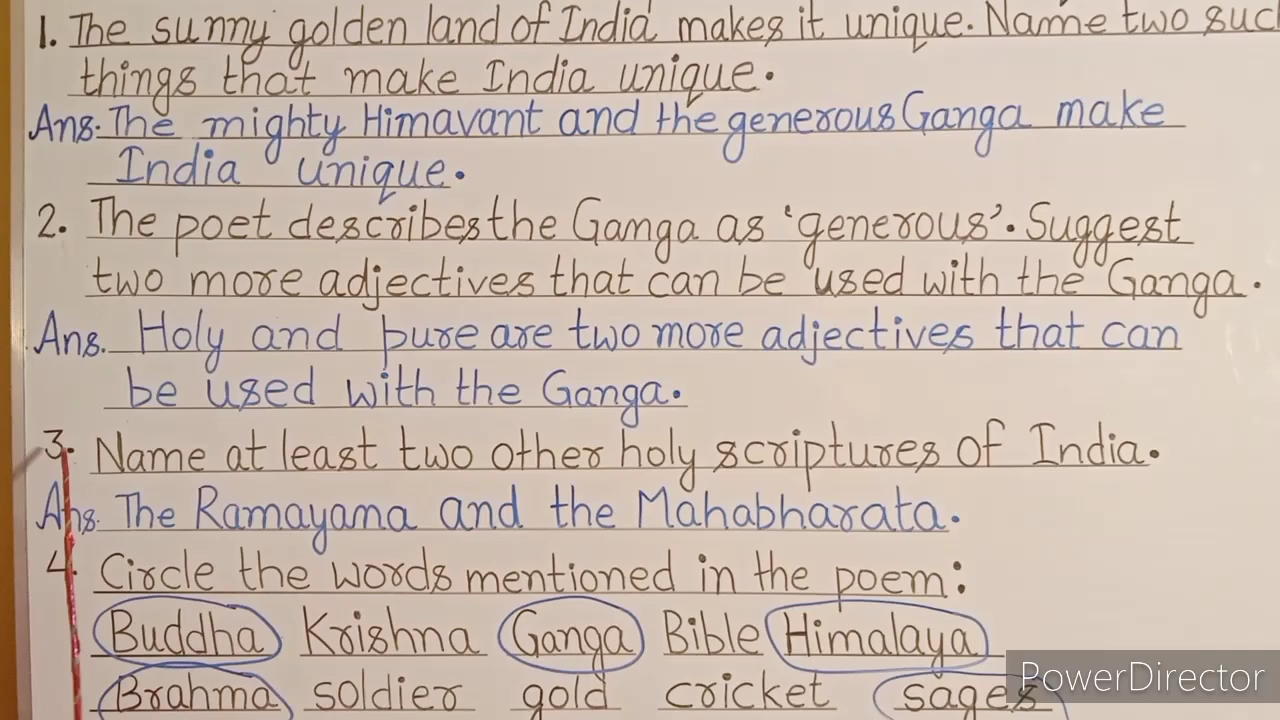 1. The sunny golden land of India makes it unique. Name two suc
things that make India unique.
Ans. The mighty Himavant and the generous Ganga make
India unique.
2. The poet describes the Ganga as 'generous'. Suggest
two more adjectives that can be used with the Ganga.
Ans. Holy and pure are two more adjectives that can
be used with the Ganga.
3. Name at least two other holy scriptures of India.
Ans. The Ramayama and the Mahabharata.
4. Circle the words mentioned in the poem:
Buddha Krishna Ganga Bible Himalaya
Brahma soldier gold cricket sages
PowerDirector